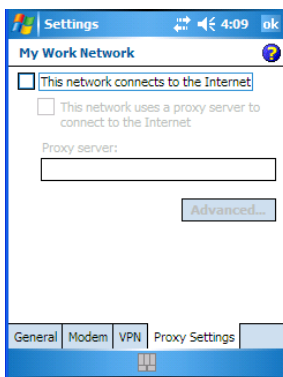 Settings 4:09 ok
My Work Network ?
This network connects to the Internet
This network uses a proxy server to
connect to the Internet
Proxy server:
Advanced...
General Modem VPN Proxy Settings